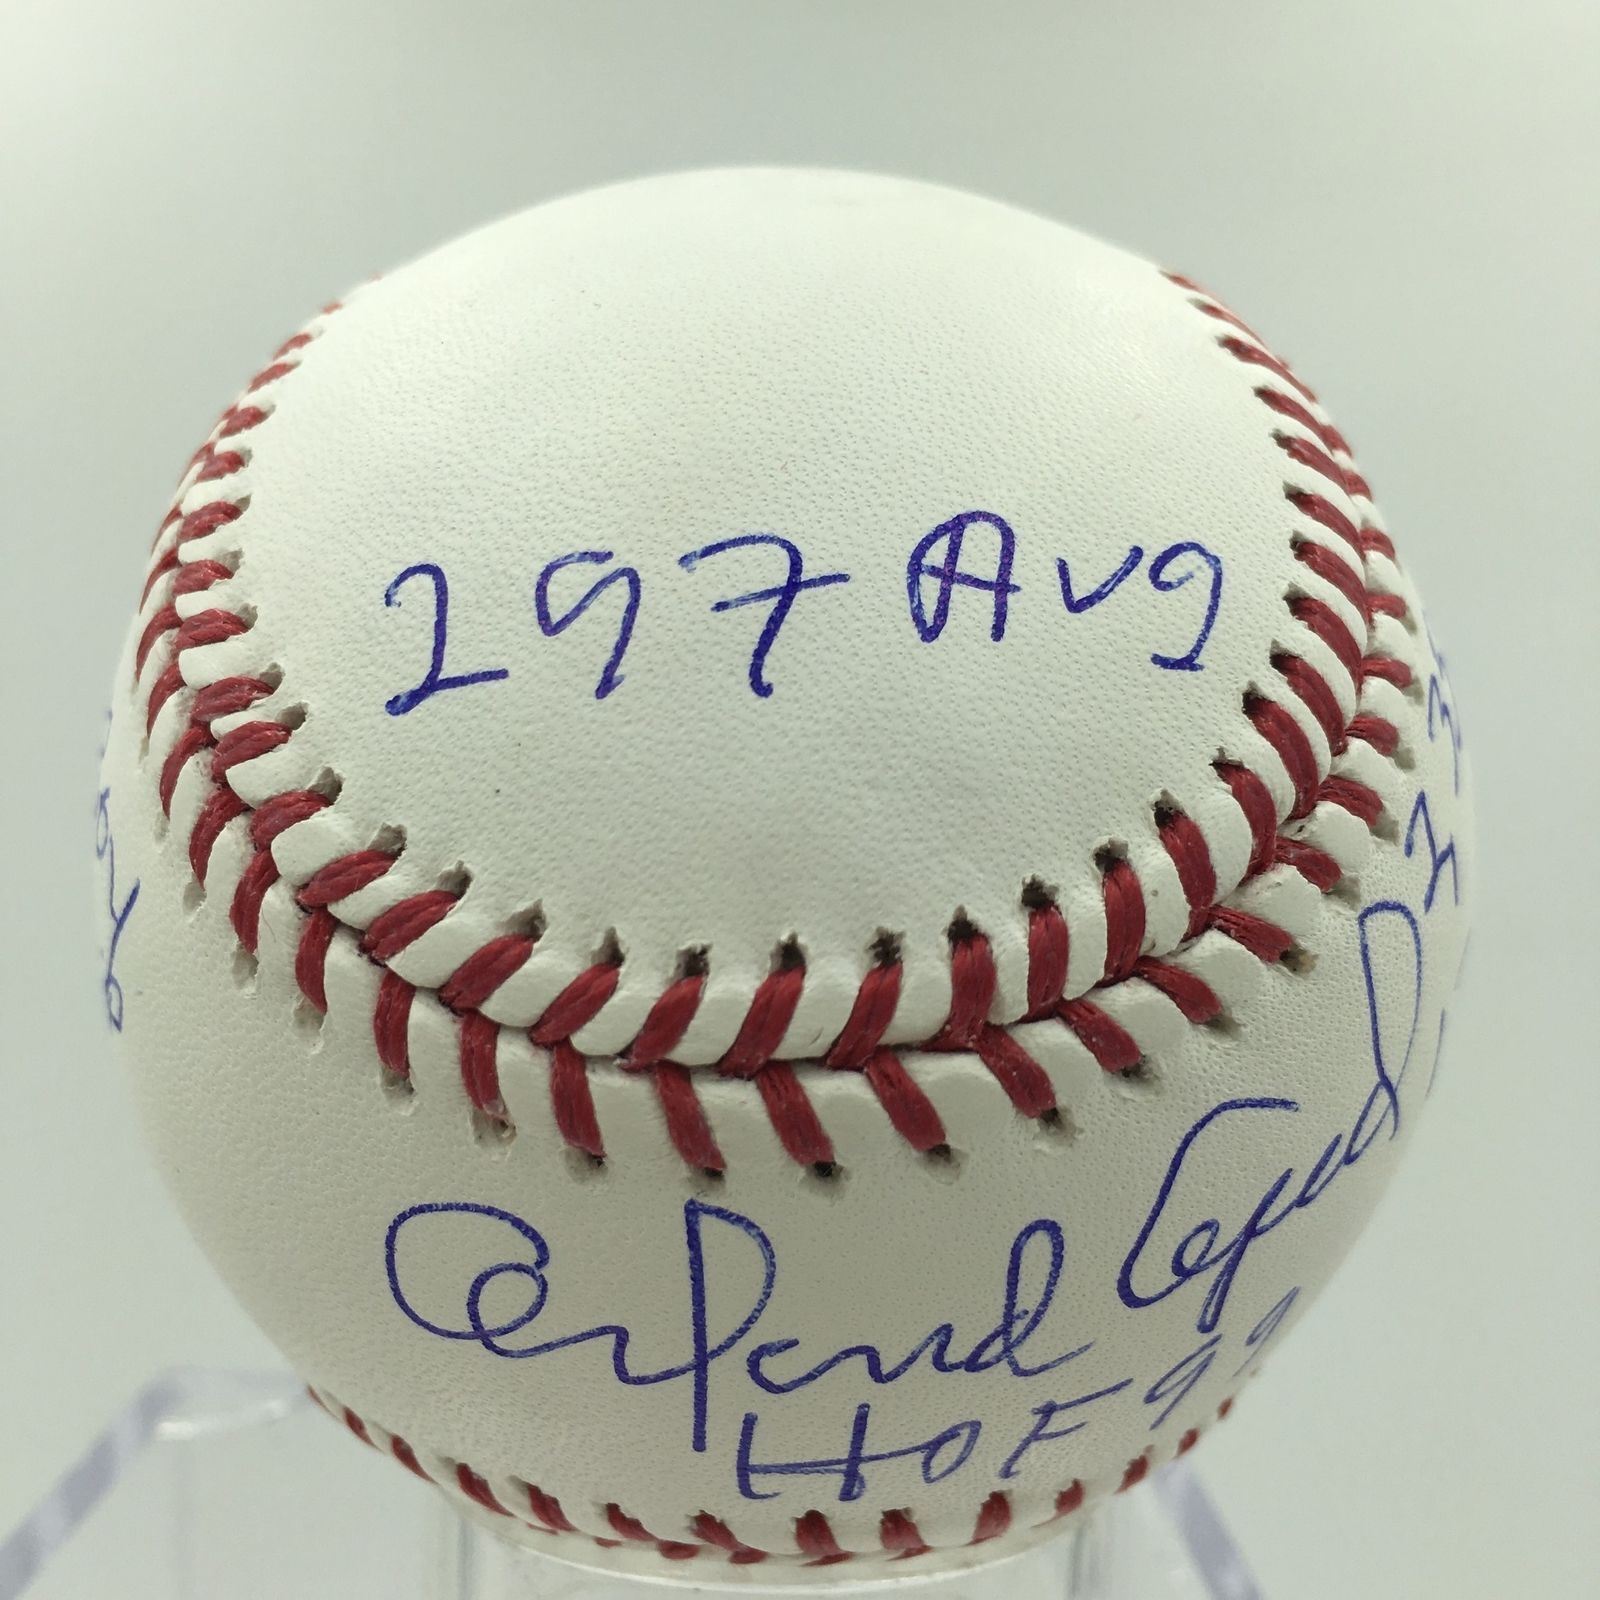 297 Avg
Orlando Cepeda
HOF 99